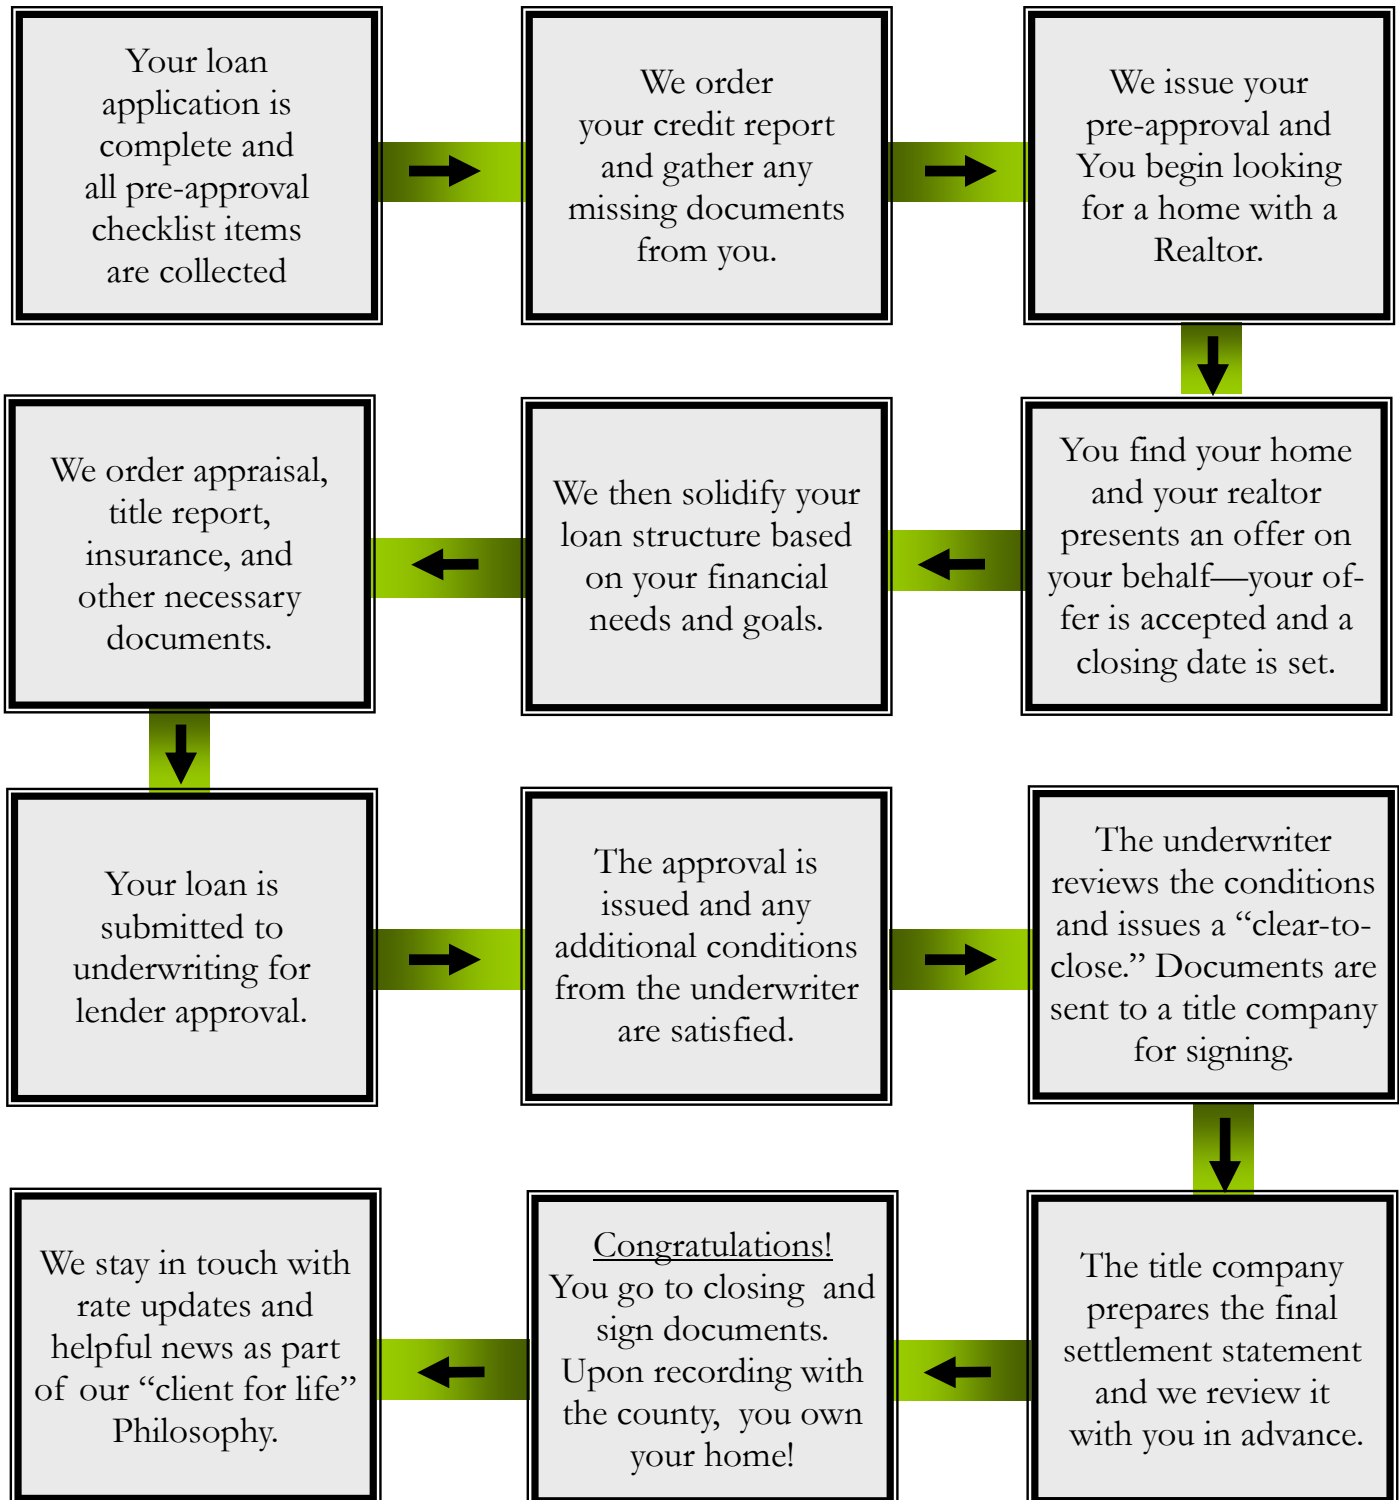 Your loan
application is
complete and
all pre-approval
checklist items
are collected
We order
your credit report
and gather any
missing documents
from you.
We issue your
pre-approval and
You begin looking
for a home with a
Realtor.
You find your home
and your realtor
presents an offer on
your behalf—your of-
fer is accepted and a
closing date is set.
We then solidify your
loan structure based
on your financial
needs and goals.
We order appraisal,
title report,
insurance, and
other necessary
documents.
Your loan is
submitted to
underwriting for
lender approval.
The approval is
issued and any
additional conditions
from the underwriter
are satisfied.
The underwriter
reviews the conditions
and issues a “clear-to-
close.” Documents are
sent to a title company
for signing.
The title company
prepares the final
settlement statement
and we review it
with you in advance.
Congratulations!
You go to closing and
sign documents.
Upon recording with
the county, you own
your home!
We stay in touch with
rate updates and
helpful news as part
of our “client for life”
Philosophy.